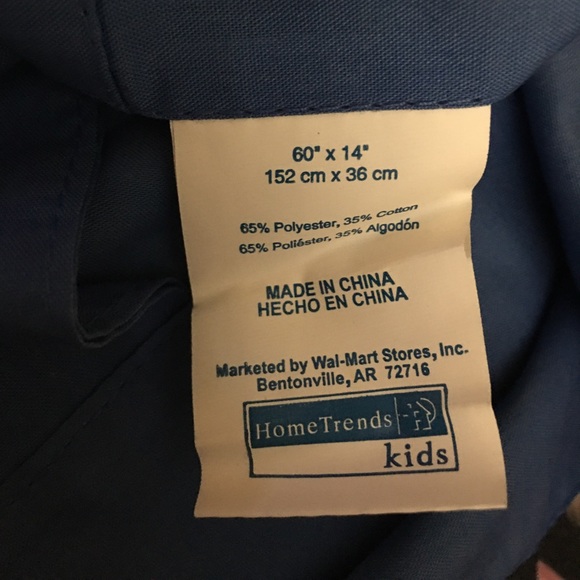 60" x 14"
152 cm x 36 cm
65% Polyester, 35% Cotton
65% Poliéster, 35% Algodón
MADE IN CHINA
HECHO EN CHINA
Marketed by Wal-Mart Stores, Inc.
Bentonville, AR 72716
HomeTrends
kids